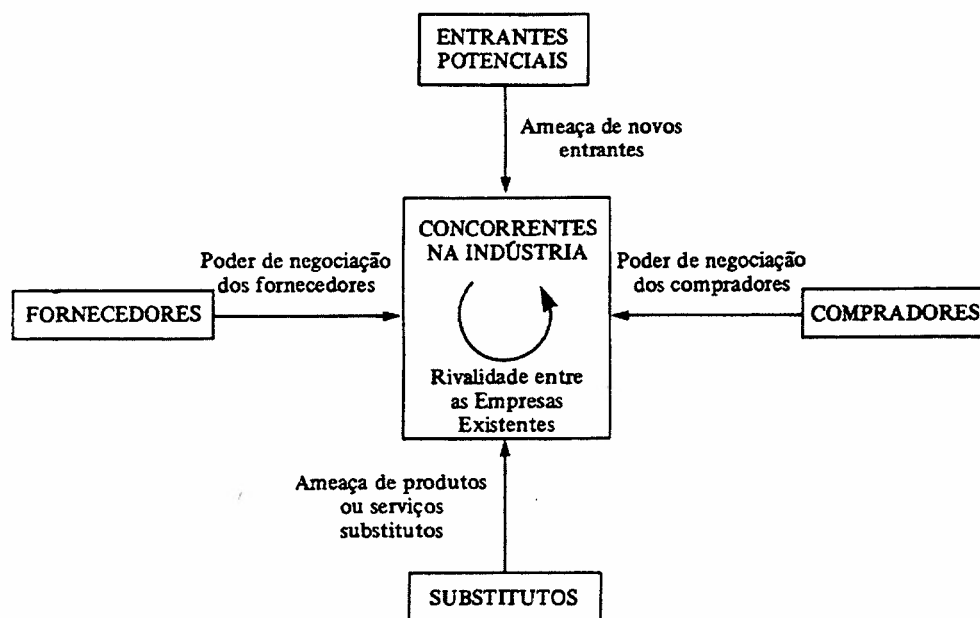 ENTRANTES
POTENCIAIS
Ameaça de novos
entrantes
CONCORRENTES
NA INDÚSTRIA
Poder de negociação
dos fornecedores
Poder de negociação
dos compradores
FORNECEDORES
COMPRADORES
Rivalidade entre
as Empresas
Existentes
Ameaça de produtos
ou serviços
substitutos
SUBSTITUTOS